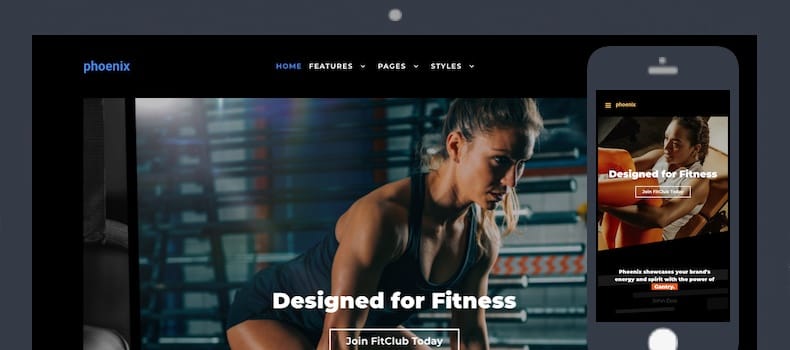 phoenix
HOME FEATURES PAGES STYLES
Designed for Fitness
Join FitClub Today
phoenix
Designed for Fitness
Join FitClub Today
Phoenix showcases your brand's
energy and spirit with the power of
Gantry.
John Doe